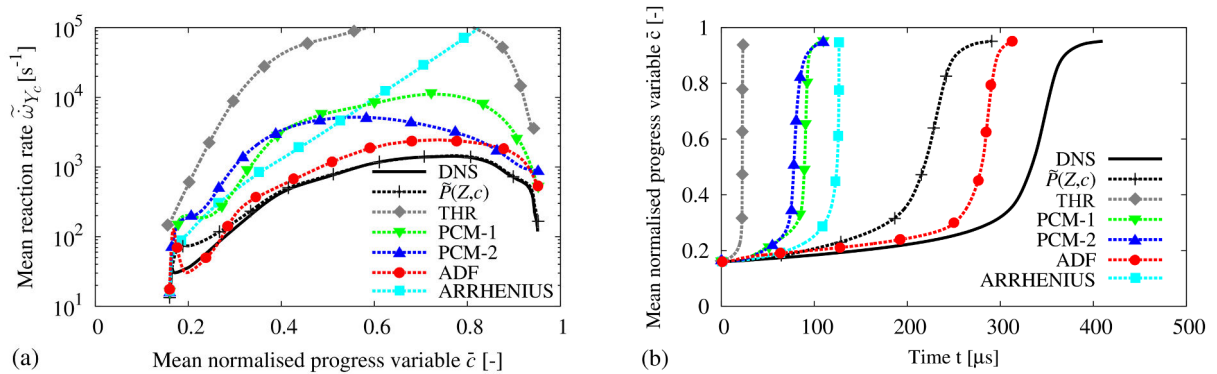 10^5
10^4
10^3
10^2
10^1
Mean reaction rate ω̃_{Y_c} [s^{-1}]
DNS
P̃(Z,c)
THR
PCM-1
PCM-2
ADF
ARRHENIUS
0 0.2 0.4 0.6 0.8 1
(a) Mean normalised progress variable c̄ [-]
1
0.8
0.6
0.4
0.2
0
Mean normalised progress variable c̄ [-]
DNS
P̃(Z,c)
THR
PCM-1
PCM-2
ADF
ARRHENIUS
0 100 200 300 400 500
(b) Time t [μs]